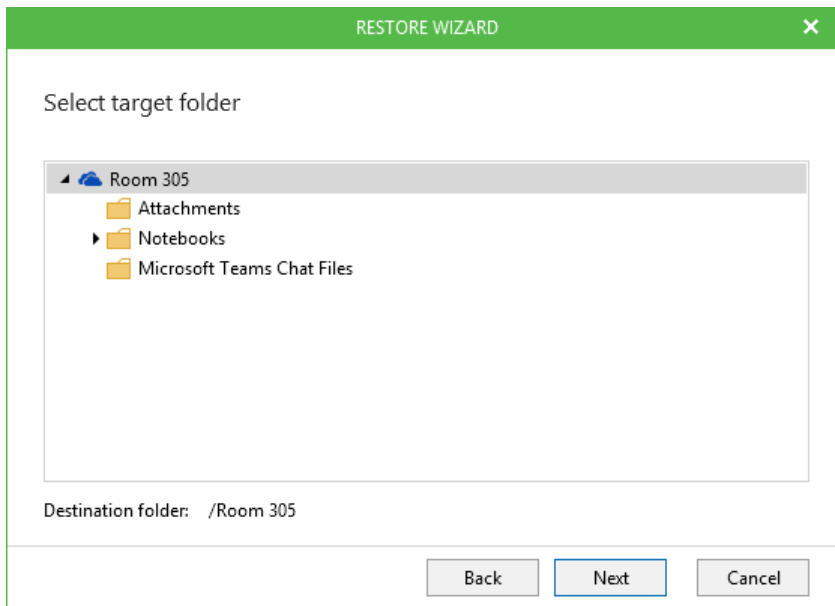 RESTORE WIZARD
Select target folder
Room 305
Attachments
Notebooks
Microsoft Teams Chat Files
Destination folder: /Room 305
Back Next Cancel